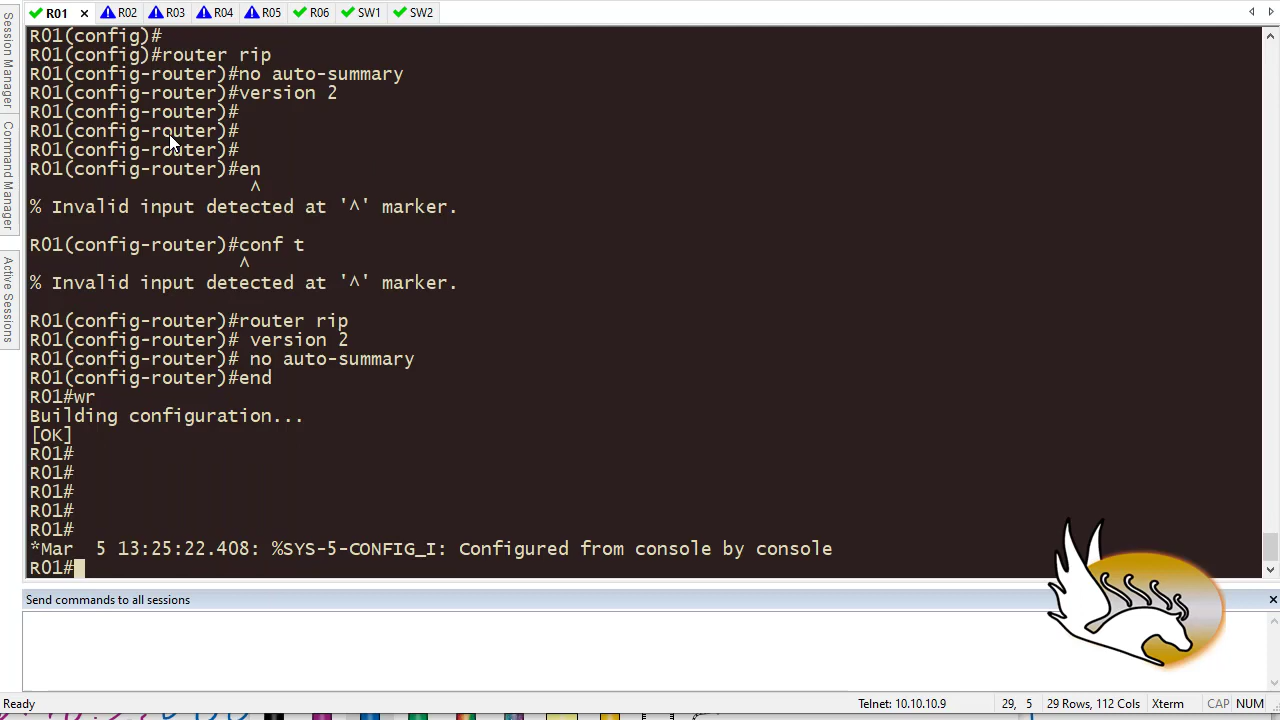 R01 × R02 R03 R04 R05 R06 SW1 SW2
Session Manager
Command Manager
Active Sessions
R01(config)#
R01(config)#router rip
R01(config-router)#no auto-summary
R01(config-router)#version 2
R01(config-router)#
R01(config-router)#
R01(config-router)#
R01(config-router)#en
^
% Invalid input detected at '^' marker.
R01(config-router)#conf t
^
% Invalid input detected at '^' marker.
R01(config-router)#router rip
R01(config-router)# version 2
R01(config-router)# no auto-summary
R01(config-router)#end
R01#wr
Building configuration...
[OK]
R01#
R01#
R01#
R01#
R01#
*Mar  5 13:25:22.408: %SYS-5-CONFIG_I: Configured from console by console
R01#
Send commands to all sessions ×
Ready Telnet: 10.10.10.9 29, 5 29 Rows, 112 Cols Xterm CAP NUM